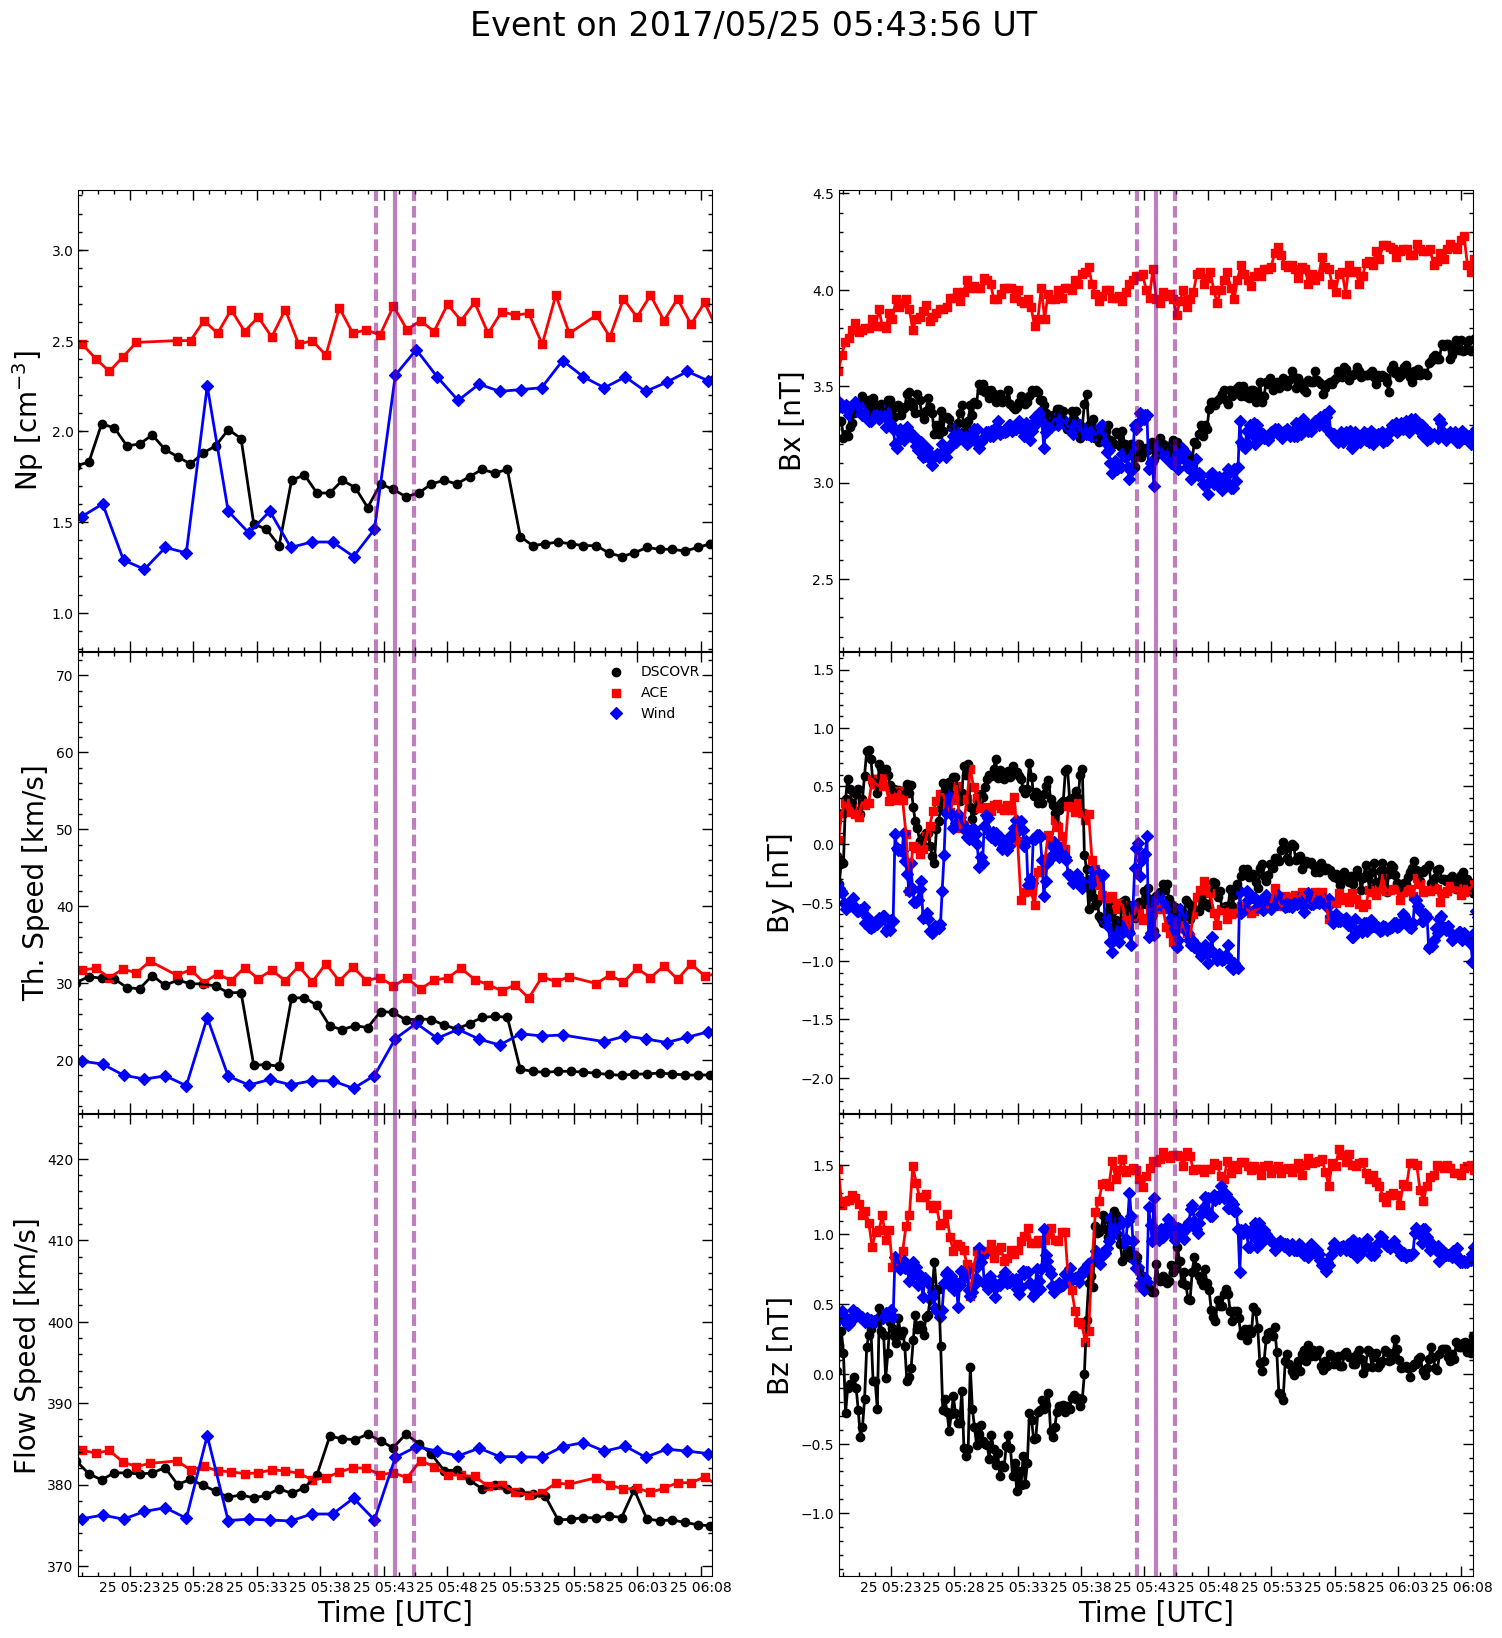 Event on 2017/05/25 05:43:56 UT
3.0
2.5
2.0
1.5
1.0
Np [cm⁻³]
4.5
4.0
3.5
3.0
2.5
Bx [nT]
70
60
50
40
30
20
Th. Speed [km/s]
DSCOVR
ACE
Wind
1.5
1.0
0.5
0.0
−0.5
−1.0
−1.5
−2.0
By [nT]
420
410
400
390
380
370
Flow Speed [km/s]
25 05:23 25 05:28 25 05:33 25 05:38 25 05:43 25 05:48 25 05:53 25 05:58 25 06:03 25 06:08
Time [UTC]
1.5
1.0
0.5
0.0
−0.5
−1.0
Bz [nT]
25 05:23 25 05:28 25 05:33 25 05:38 25 05:43 25 05:48 25 05:53 25 05:58 25 06:03 25 06:08
Time [UTC]